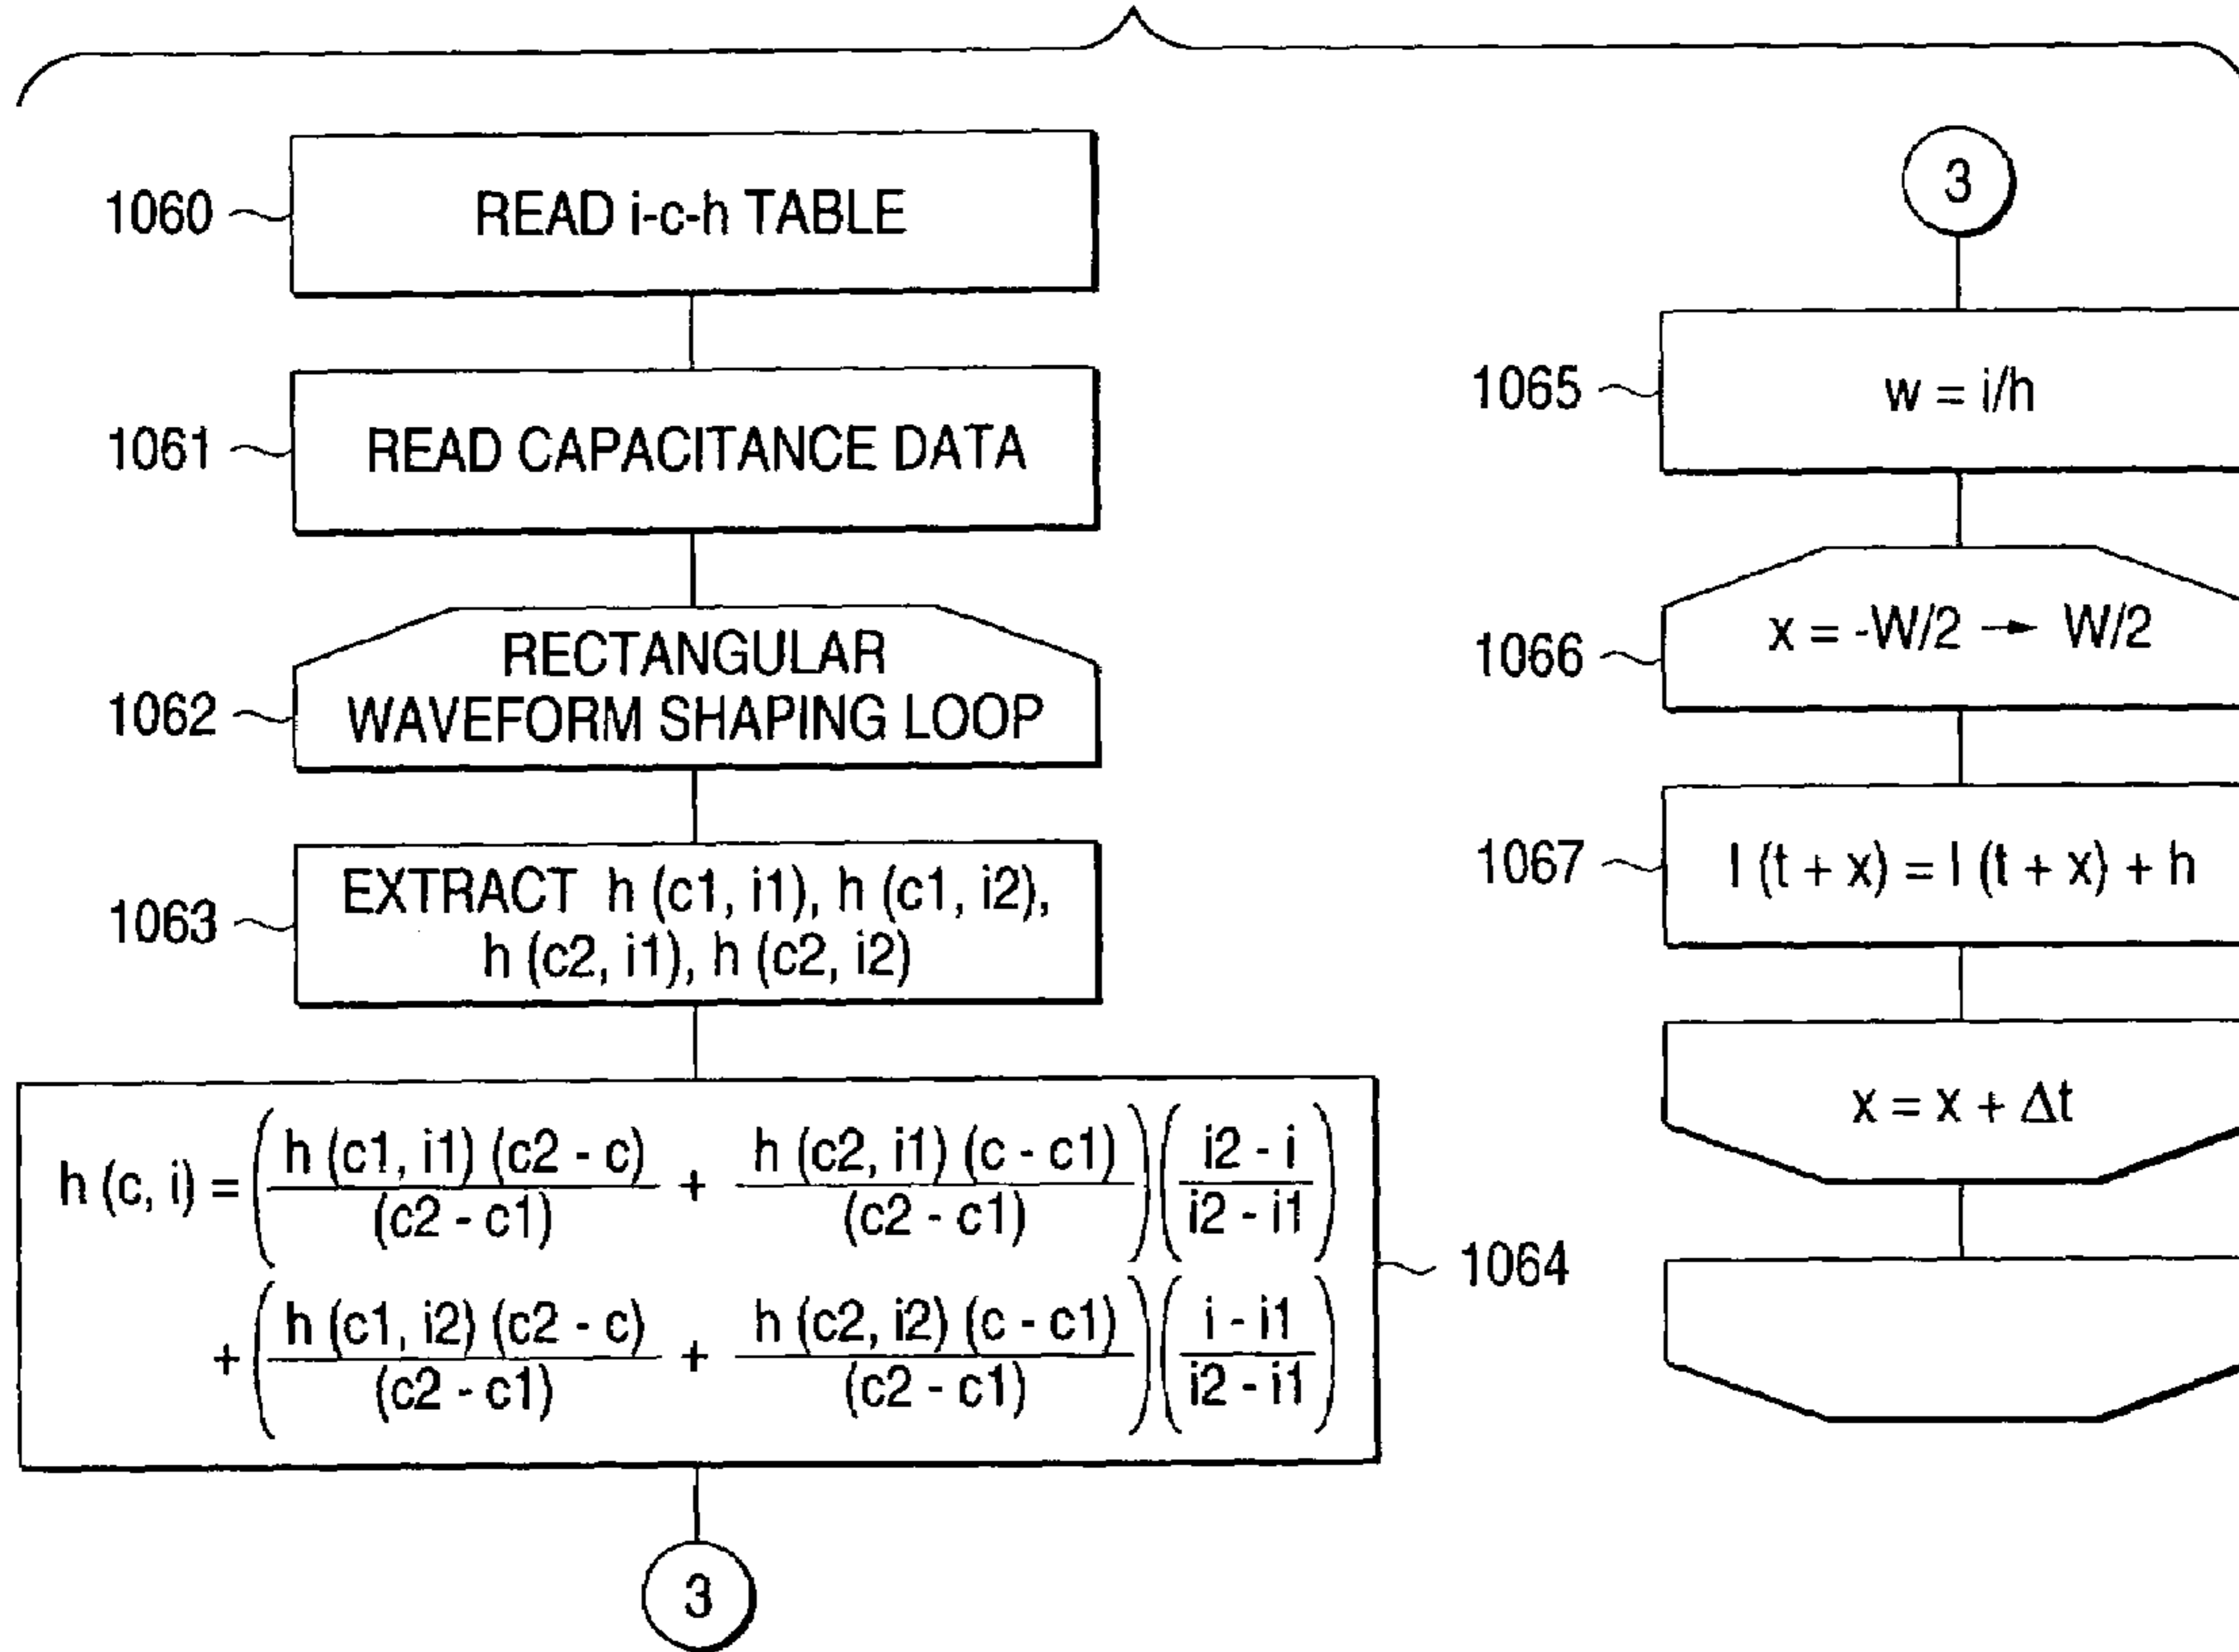 1060
READ i-c-h TABLE
1061
READ CAPACITANCE DATA
1062
RECTANGULAR
WAVEFORM SHAPING LOOP
1063
EXTRACT h (c1, i1), h (c1, i2),
h (c2, i1), h (c2, i2)
h (c, i) = ( h (c1, i1) (c2 - c) / (c2 - c1) + h (c2, i1) (c - c1) / (c2 - c1) ) ( i2 - i / i2 - i1 )
+ ( h (c1, i2) (c2 - c) / (c2 - c1) + h (c2, i2) (c - c1) / (c2 - c1) ) ( i - i1 / i2 - i1 )
1064
3
3
1065
w = i/h
1066
x = -W/2 → W/2
1067
I (t + x) = I (t + x) + h
x = x + Δt